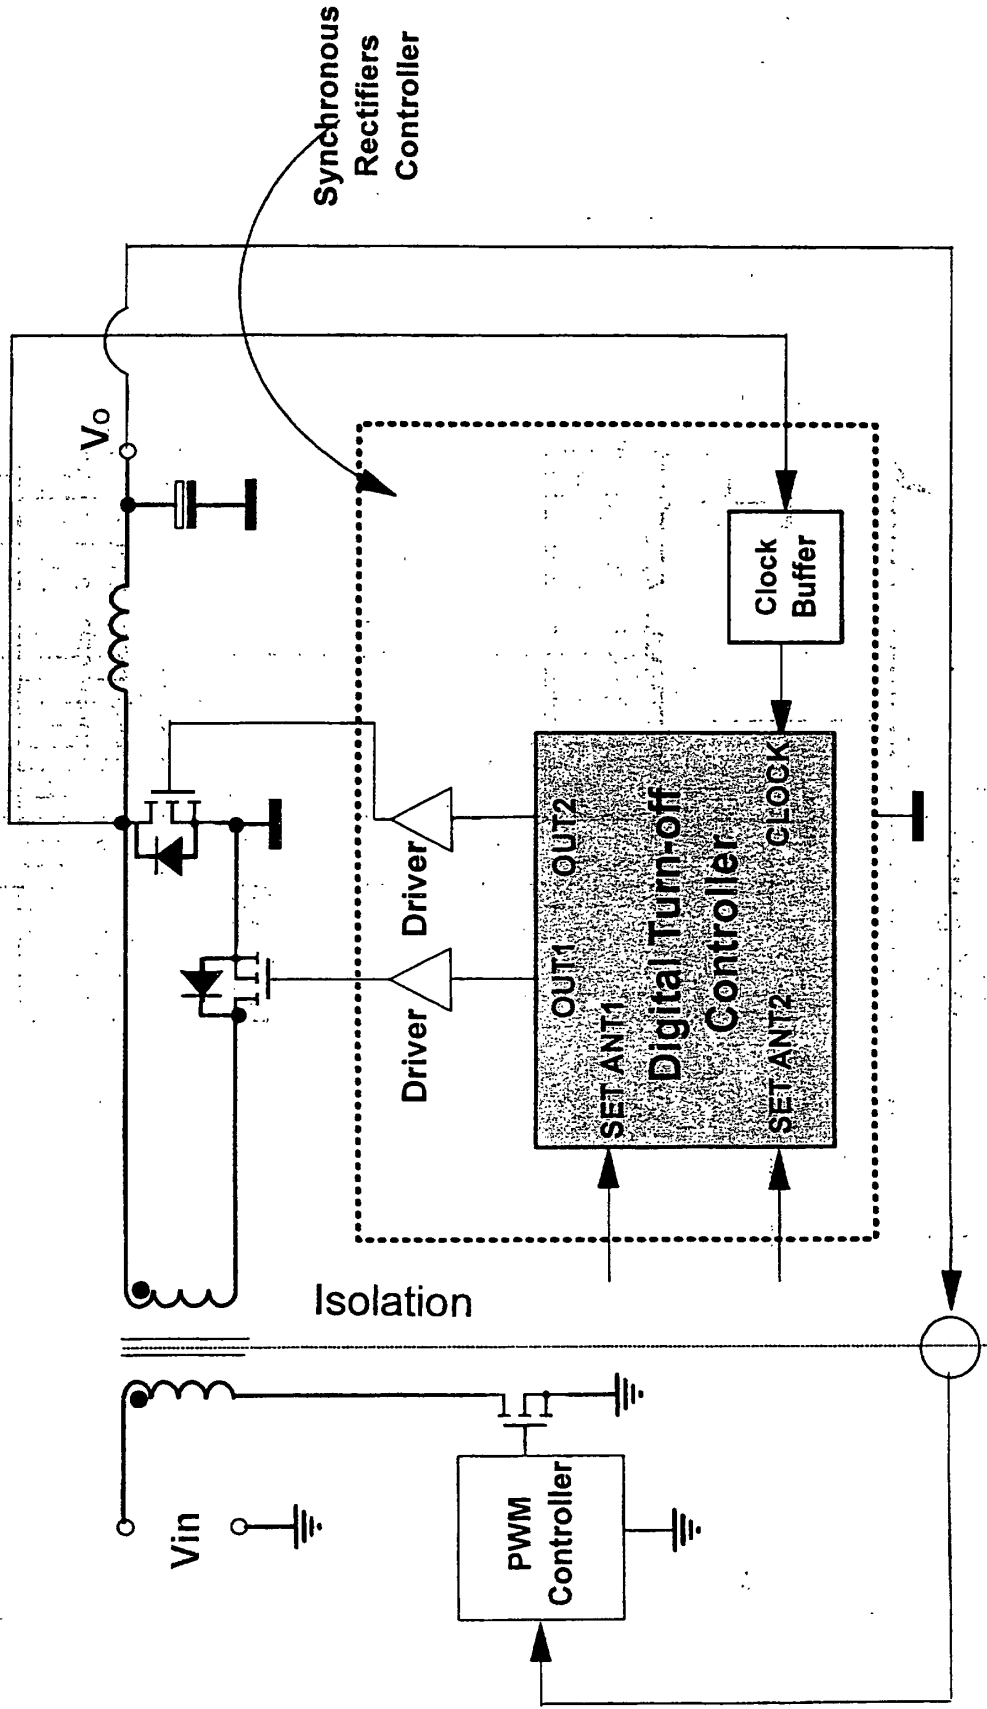 Synchronous
Rectifiers
Controller
Vo
Clock
Buffer
Driver
Driver
OUT1
OUT2
SET ANT1
Digital Turn-off
Controller
SET ANT2
CLOCK
Isolation
Vin
PWM
Controller